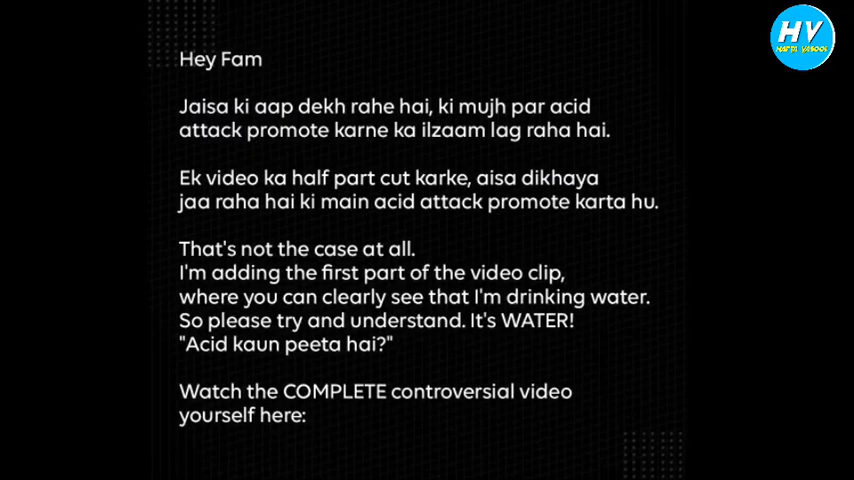 HV
Hey Fam
Jaisa ki aap dekh rahe hai, ki mujh par acid
attack promote karne ka ilzaam lag raha hai.
Ek video ka half part cut karke, aisa dikhaya
jaa raha hai ki main acid attack promote karta hu.
That's not the case at all.
I'm adding the first part of the video clip,
where you can clearly see that I'm drinking water.
So please try and understand. It's WATER!
"Acid kaun peeta hai?"
Watch the COMPLETE controversial video
yourself here: